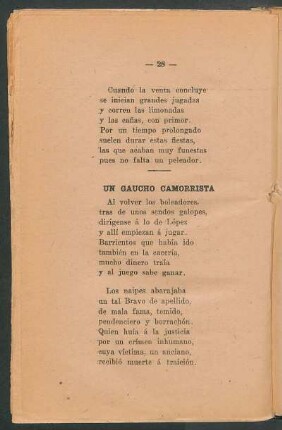 — 28 —
Cuando la venta concluye
se inician grandes jugadas
y corren las limonadas
y las cañas, con primor.
Por un tiempo prolongado
suelen durar estas fiestas,
las que acaban muy funestas
pues no falta un peleador.
UN GAUCHO CAMORRISTA
Al volver los boleadores.
tras de unos sendos galopes,
dirígense á lo de López
y allí empiezan á jugar.
Barrientos que había ido
también en la cacería,
mucho dinero traía
y al juego sabe ganar.
Los naipes abarajaba
un tal Bravo de apellido,
de mala fama, temido,
pendenciero y borrachón.
Quien huía á la justicia
por un crimen inhumano,
cuya víctima, un anciano,
recibió muerte á traición.